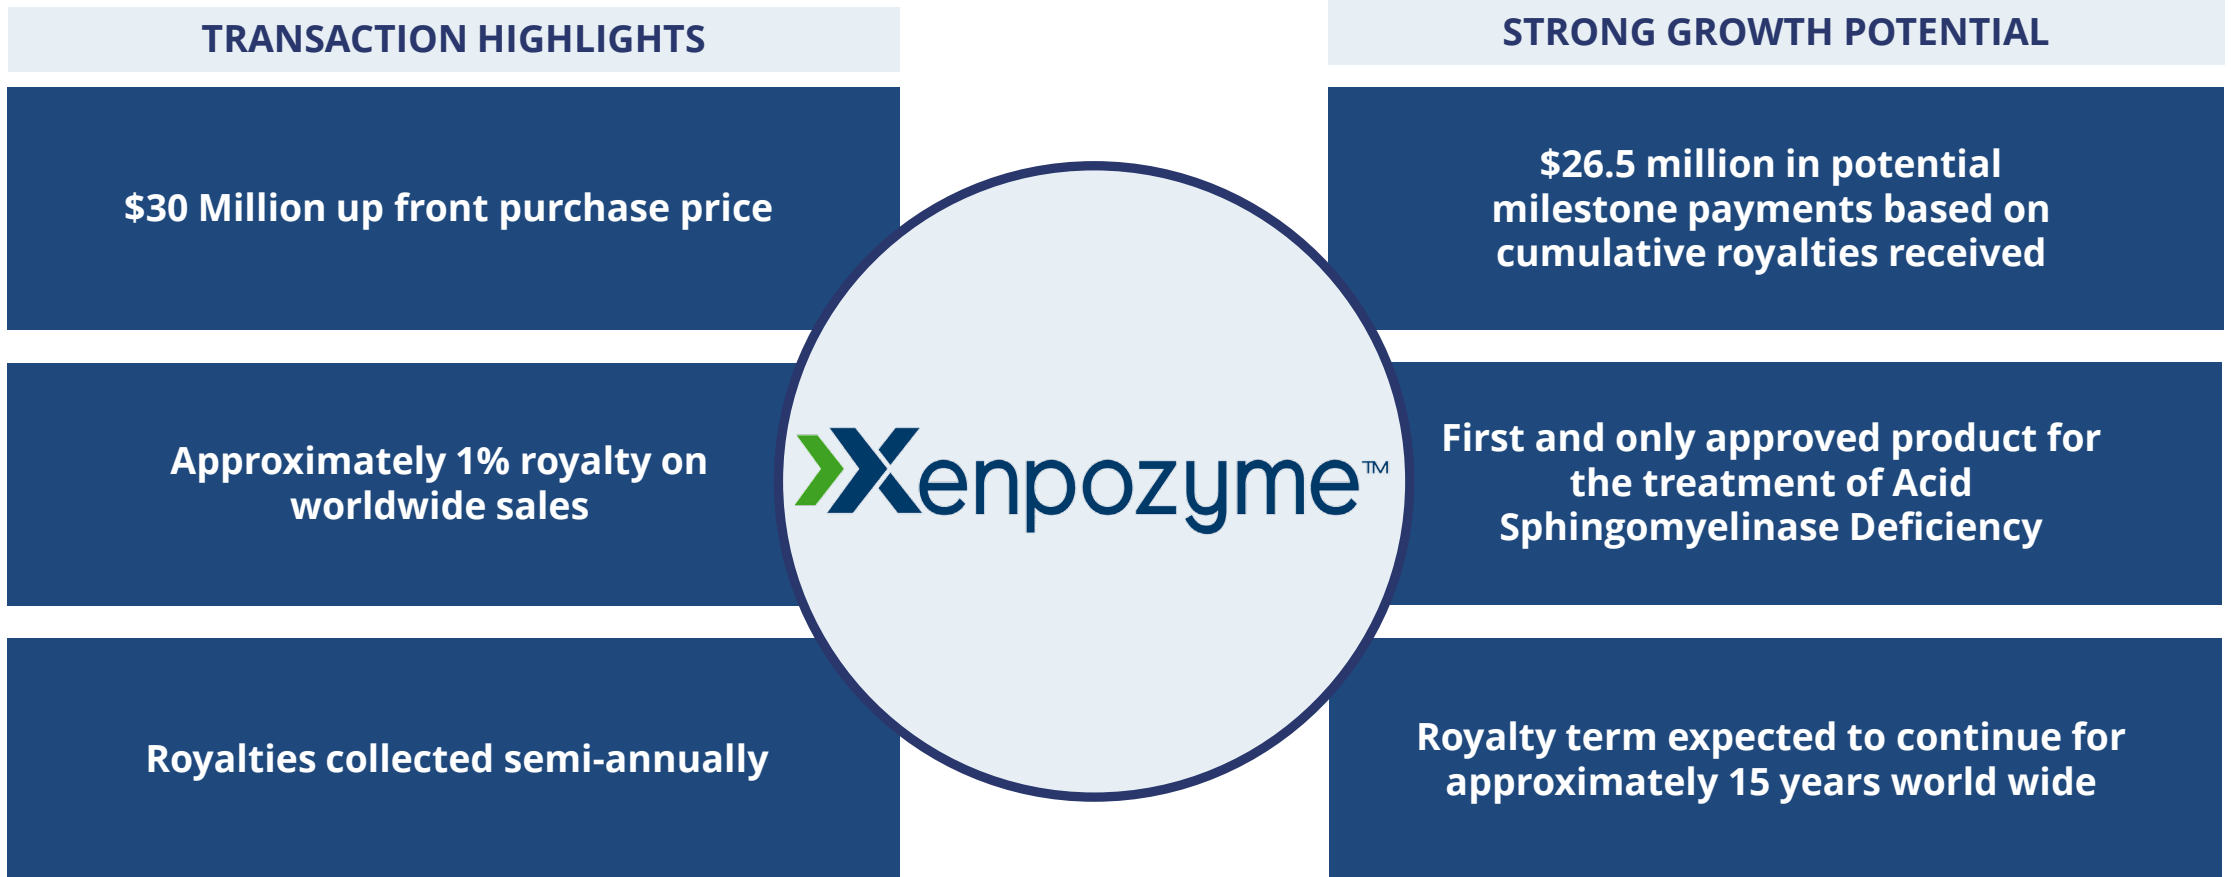 TRANSACTION HIGHLIGHTS
$30 Million up front purchase price
Approximately 1% royalty on
worldwide sales
Royalties collected semi-annually
Xenpozyme™
STRONG GROWTH POTENTIAL
$26.5 million in potential
milestone payments based on
cumulative royalties received
First and only approved product for
the treatment of Acid
Sphingomyelinase Deficiency
Royalty term expected to continue for
approximately 15 years world wide